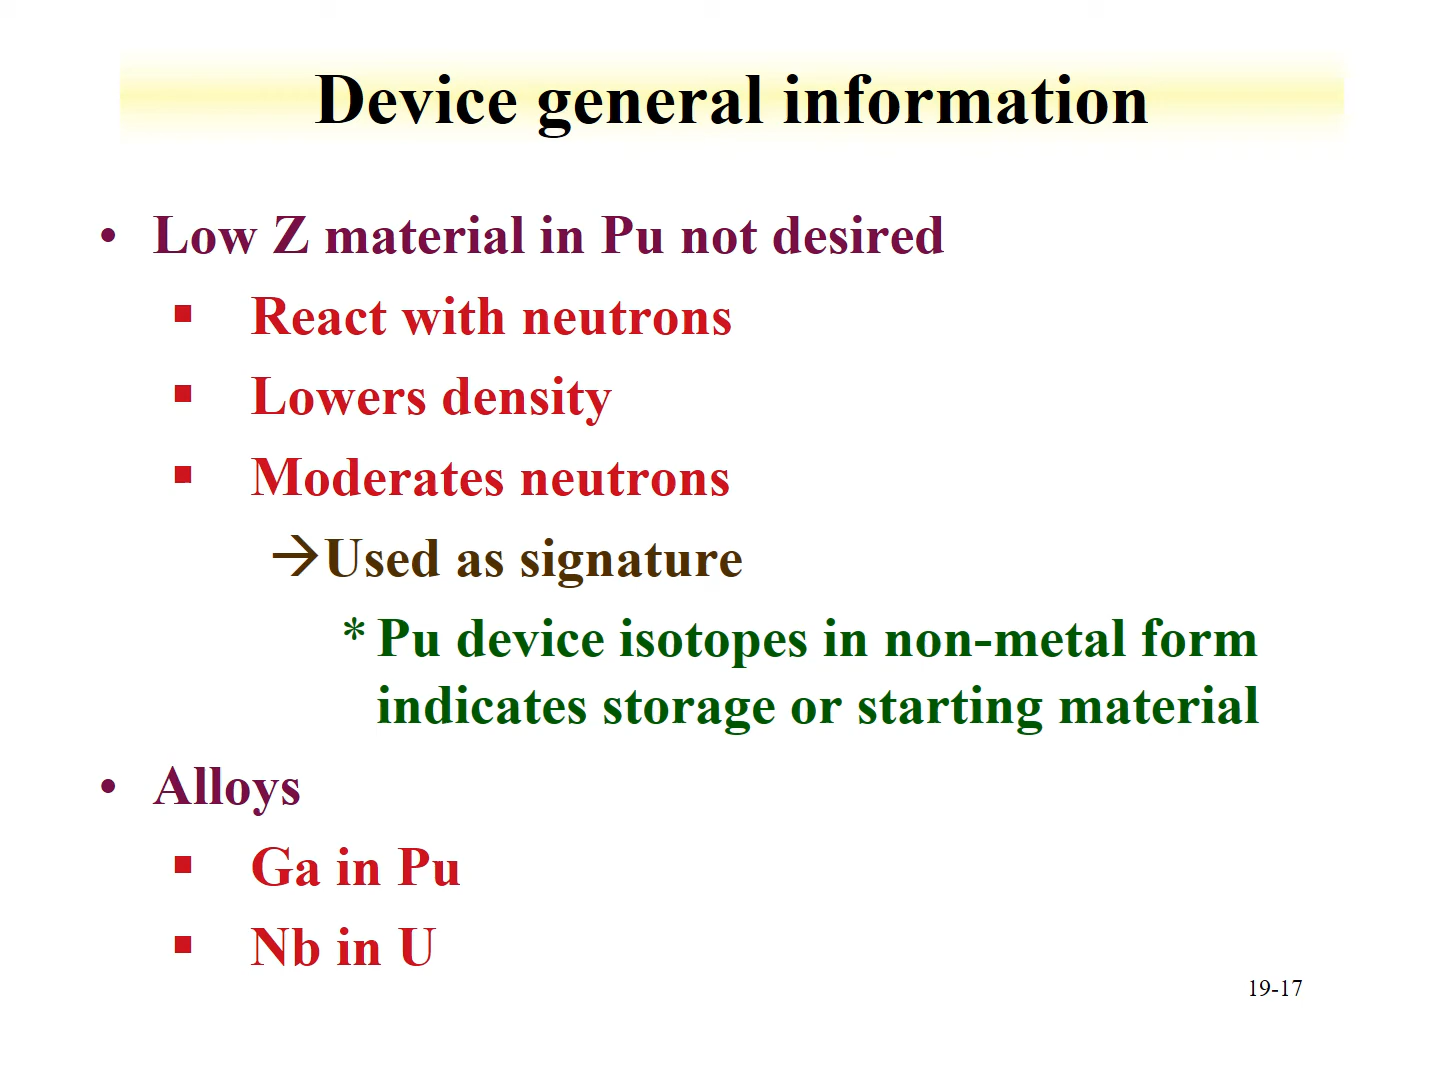 Device general information
• Low Z material in Pu not desired
▪ React with neutrons
▪ Lowers density
▪ Moderates neutrons
→Used as signature
* Pu device isotopes in non-metal form
indicates storage or starting material
• Alloys
▪ Ga in Pu
▪ Nb in U
19-17